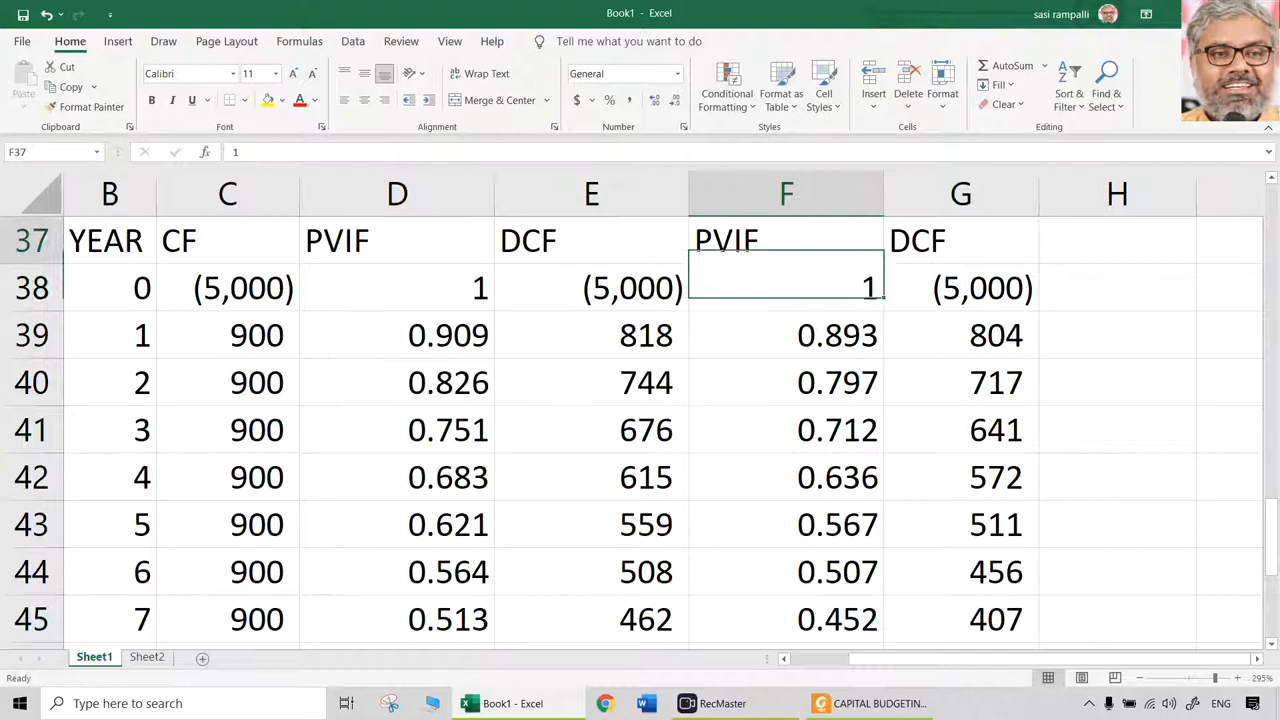 Book1 - Excel
sasi rampalli
File Home Insert Draw Page Layout Formulas Data Review View Help Tell me what you want to do
Paste
Cut
Copy
Format Painter
Clipboard
Calibri 11
B I U
Font
Wrap Text
Merge & Center
Alignment
General
$ % ,
Number
Conditional Formatting
Format as Table
Cell Styles
Styles
Insert Delete Format
Cells
AutoSum
Fill
Clear
Sort & Filter
Find & Select
Editing
F37 fx 1
B C D E F G H
37 YEAR CF PVIF DCF PVIF DCF
38 0 (5,000) 1 (5,000) 1 (5,000)
39 1 900 0.909 818 0.893 804
40 2 900 0.826 744 0.797 717
41 3 900 0.751 676 0.712 641
42 4 900 0.683 615 0.636 572
43 5 900 0.621 559 0.567 511
44 6 900 0.564 508 0.507 456
45 7 900 0.513 462 0.452 407
Sheet1 Sheet2
Ready 295%
Type here to search
Book1 - Excel
RecMaster
CAPITAL BUDGETIN...
ENG